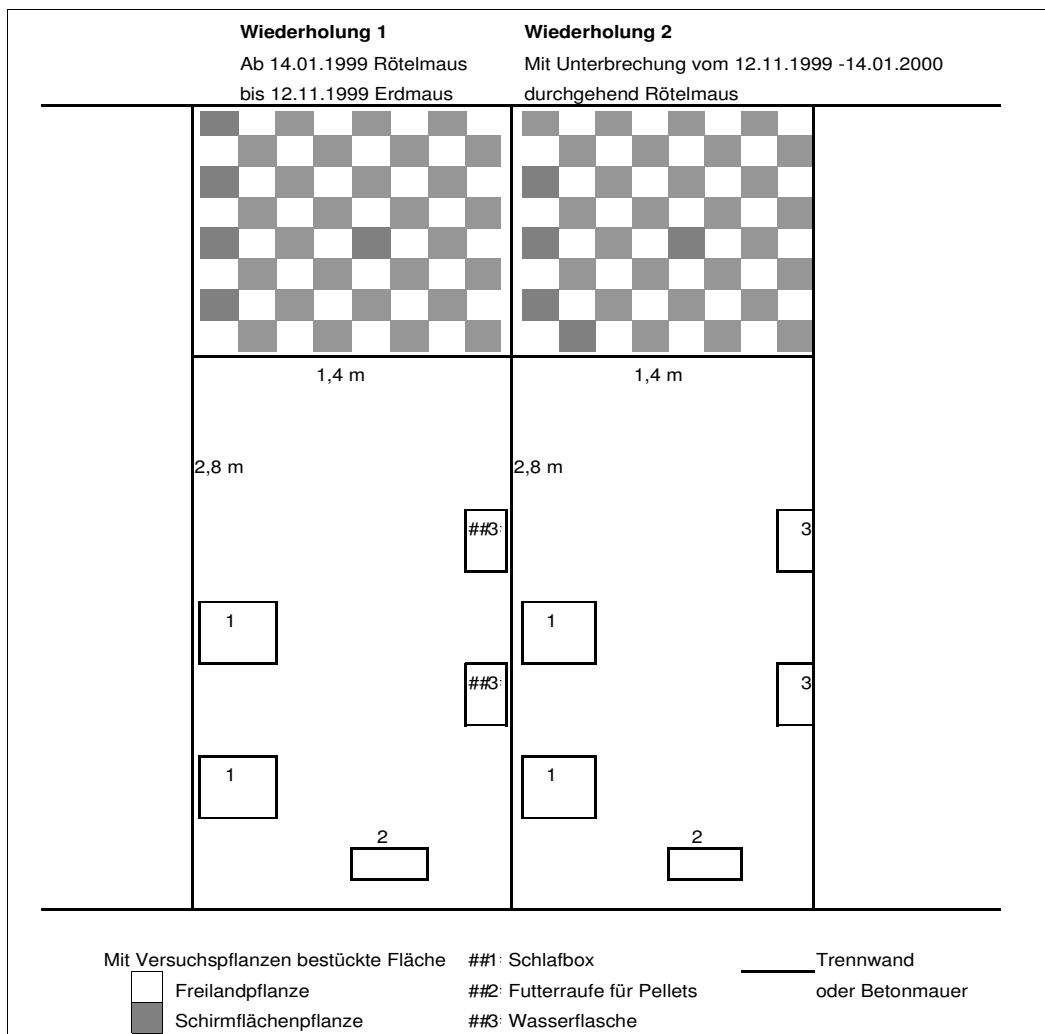 Wiederholung 1 Wiederholung 2
Ab 14.01.1999 Rötelmaus Mit Unterbrechung vom 12.11.1999 -14.01.2000
bis 12.11.1999 Erdmaus durchgehend Rötelmaus
1,4 m 1,4 m
2,8 m 2,8 m
##3: 3
1 1
##3: 3
1 1
2 2
Mit Versuchspflanzen bestückte Fläche ##1: Schlafbox Trennwand
Freilandpflanze ##2: Futterraufe für Pellets oder Betonmauer
Schirmflächenpflanze ##3: Wasserflasche